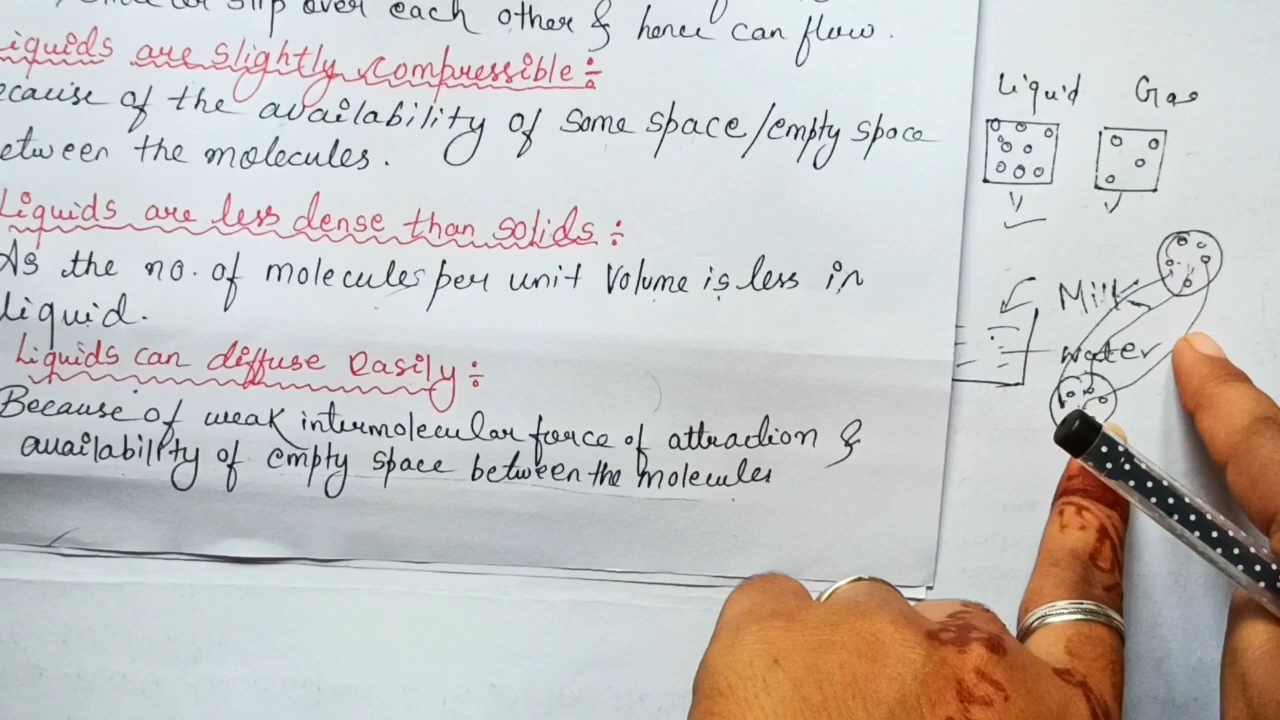 slip over each other & hence can flow.
iquids are slightly compressible :-
ecause of the availability of some space/empty space
etween the molecules.
Liquids are less dense than solids :-
As the no. of molecules per unit volume is less in
liquid.
Liquids can diffuse Easily :-
Because of weak intermolecular force of attraction &
availability of empty space between the molecules
Liquid Gas
Milk
Water